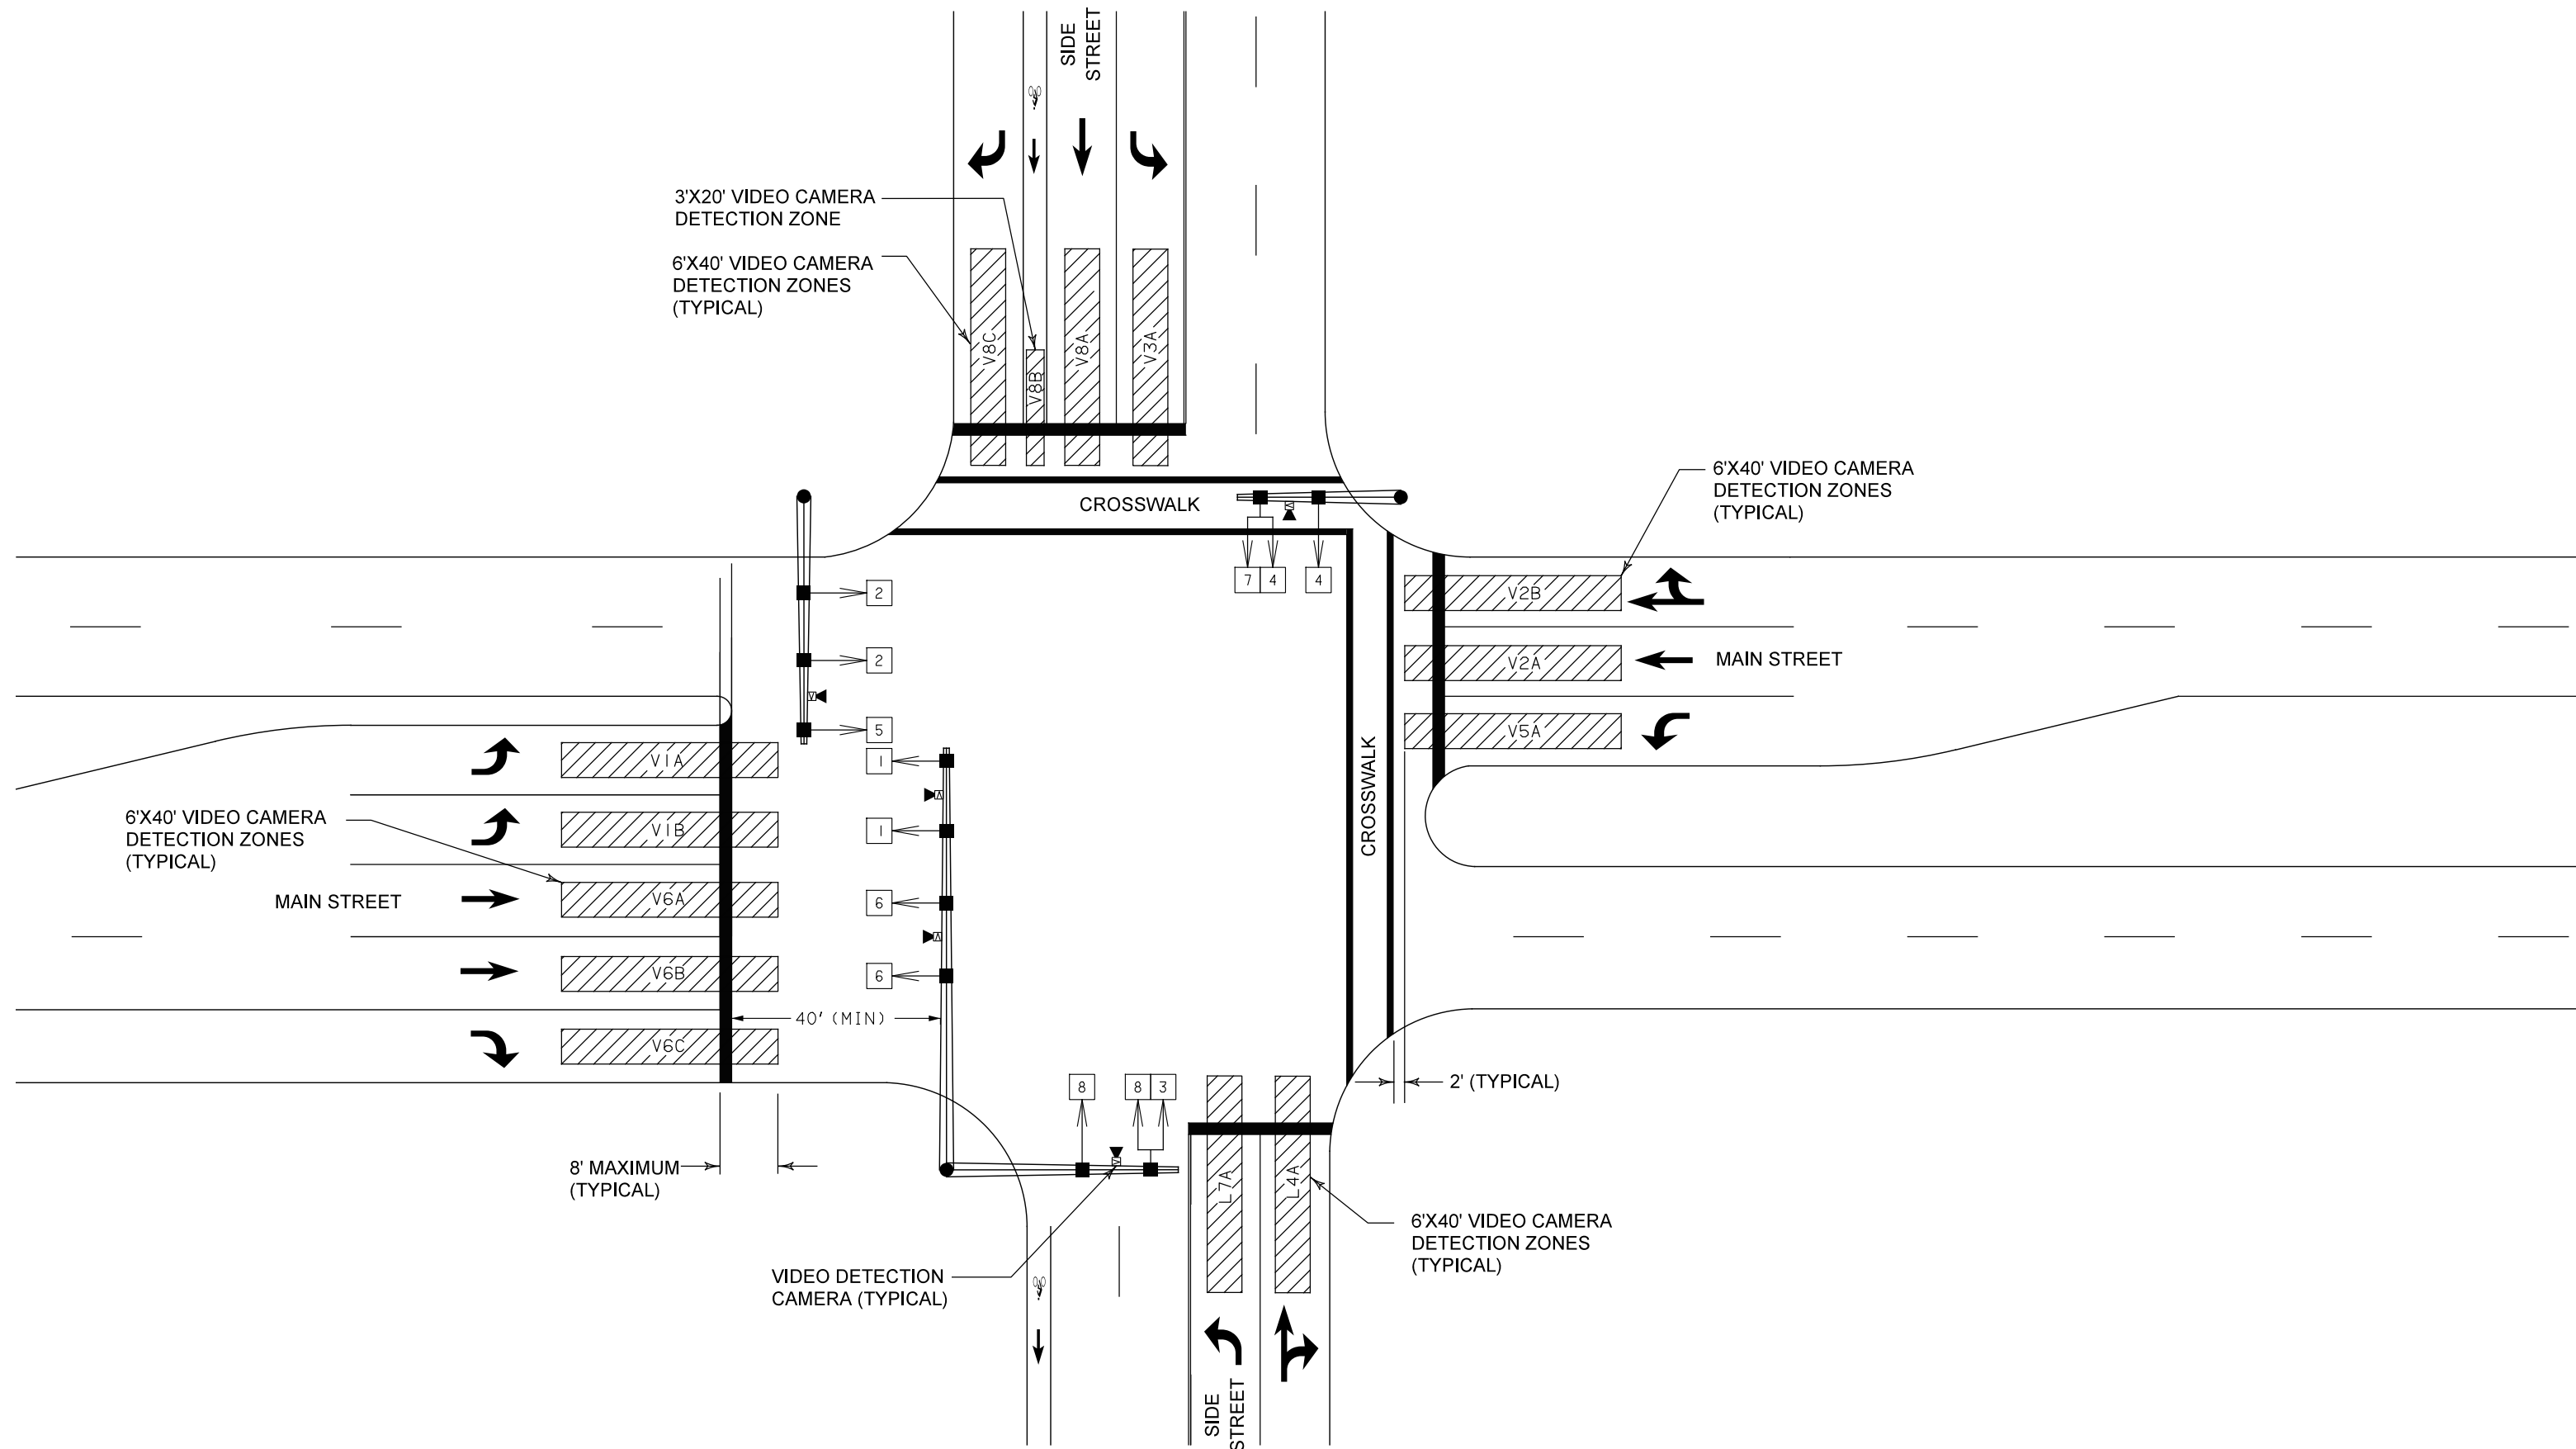 SIDE
STREET
3'X20' VIDEO CAMERA
DETECTION ZONE
6'X40' VIDEO CAMERA
DETECTION ZONES
(TYPICAL)
V8C
V8B
V8A
V3A
6'X40' VIDEO CAMERA
DETECTION ZONES
(TYPICAL)
CROSSWALK
7 4 4
2
V2B
2
V2A
MAIN STREET
5
V5A
V1A
1
CROSSWALK
6'X40' VIDEO CAMERA
DETECTION ZONES
(TYPICAL)
V1B
1
MAIN STREET
V6A
6
V6B
6
40' (MIN)
V6C
8 8 3
2' (TYPICAL)
8' MAXIMUM
(TYPICAL)
L7A
L4A
6'X40' VIDEO CAMERA
DETECTION ZONES
(TYPICAL)
VIDEO DETECTION
CAMERA (TYPICAL)
SIDE
STREET